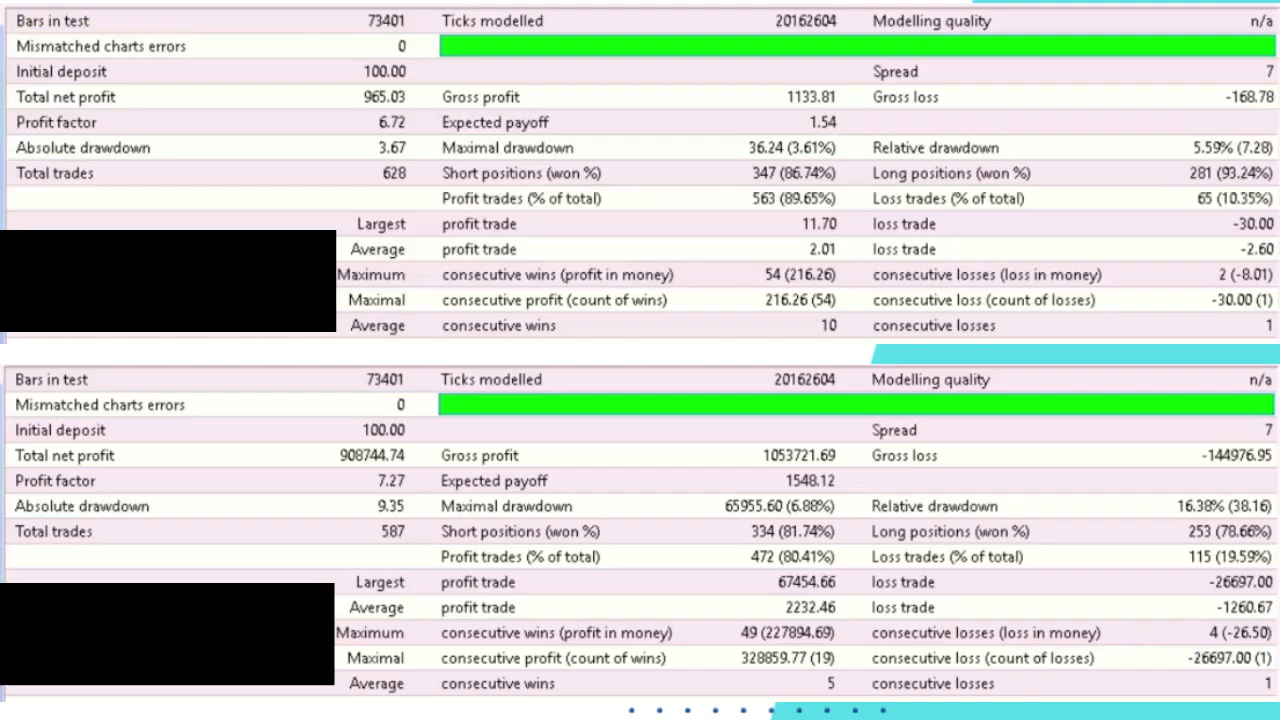 Bars in test 73401 Ticks modelled 20162604 Modelling quality n/a
Mismatched charts errors 0
Initial deposit 100.00 Spread 7
Total net profit 965.03 Gross profit 1133.81 Gross loss -168.78
Profit factor 6.72 Expected payoff 1.54
Absolute drawdown 3.67 Maximal drawdown 36.24 (3.61%) Relative drawdown 5.59% (7.28)
Total trades 628 Short positions (won %) 347 (86.74%) Long positions (won %) 281 (93.24%)
Profit trades (% of total) 563 (89.65%) Loss trades (% of total) 65 (10.35%)
Largest profit trade 11.70 loss trade -30.00
Average profit trade 2.01 loss trade -2.60
Maximum consecutive wins (profit in money) 54 (216.26) consecutive losses (loss in money) 2 (-8.01)
Maximal consecutive profit (count of wins) 216.26 (54) consecutive loss (count of losses) -30.00 (1)
Average consecutive wins 10 consecutive losses 1
Bars in test 73401 Ticks modelled 20162604 Modelling quality n/a
Mismatched charts errors 0
Initial deposit 100.00 Spread 7
Total net profit 908744.74 Gross profit 1053721.69 Gross loss -144976.95
Profit factor 7.27 Expected payoff 1548.12
Absolute drawdown 9.35 Maximal drawdown 65955.60 (6.88%) Relative drawdown 16.38% (38.16)
Total trades 587 Short positions (won %) 334 (81.74%) Long positions (won %) 253 (78.66%)
Profit trades (% of total) 472 (80.41%) Loss trades (% of total) 115 (19.59%)
Largest profit trade 67454.66 loss trade -26697.00
Average profit trade 2232.46 loss trade -1260.67
Maximum consecutive wins (profit in money) 49 (227894.69) consecutive losses (loss in money) 4 (-26.50)
Maximal consecutive profit (count of wins) 328859.77 (19) consecutive loss (count of losses) -26697.00 (1)
Average consecutive wins 5 consecutive losses 1